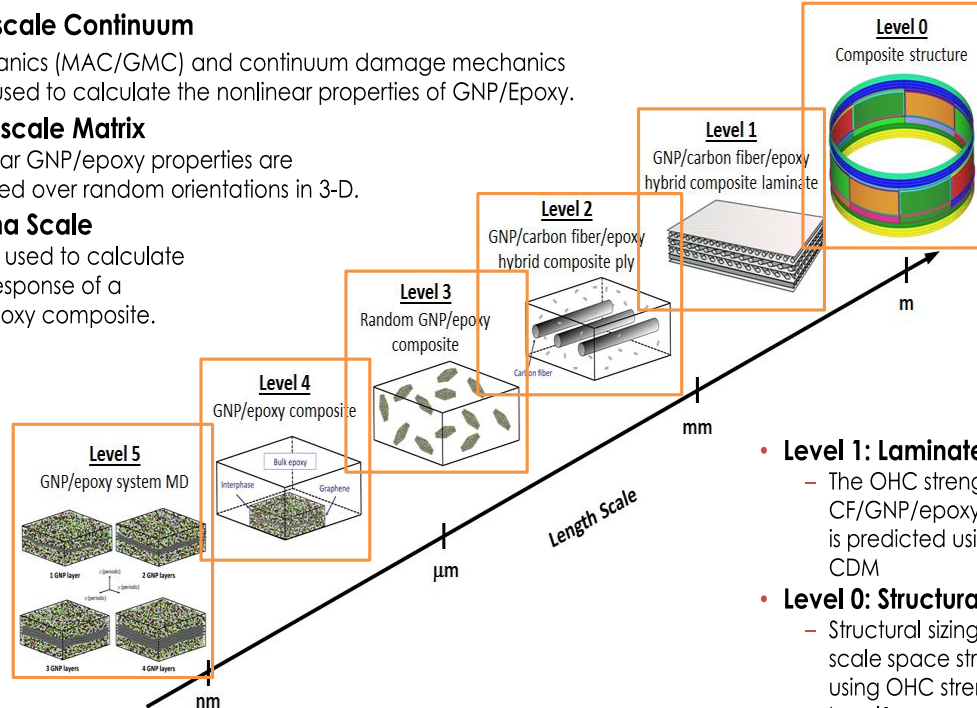 scale Continuum
anics (MAC/GMC) and continuum damage mechanics
used to calculate the nonlinear properties of GNP/Epoxy.
scale Matrix
ar GNP/epoxy properties are
ed over random orientations in 3-D.
a Scale
used to calculate
esponse of a
oxy composite.
Level 0
Composite structure
Level 1
GNP/carbon fiber/epoxy
hybrid composite laminate
Level 2
GNP/carbon fiber/epoxy
hybrid composite ply
Carbon fiber
Level 3
Random GNP/epoxy
composite
Level 4
GNP/epoxy composite
Bulk epoxy
Interphase
Graphene
Level 5
GNP/epoxy system MD
1 GNP layer
2 GNP layers
z (periodic)
x (periodic)
y (periodic)
3 GNP layers
4 GNP layers
nm
μm
mm
m
Length Scale
• Level 1: Laminate
– The OHC streng
CF/GNP/epoxy
is predicted usi
CDM
• Level 0: Structura
– Structural sizing
scale space str
using OHC stren